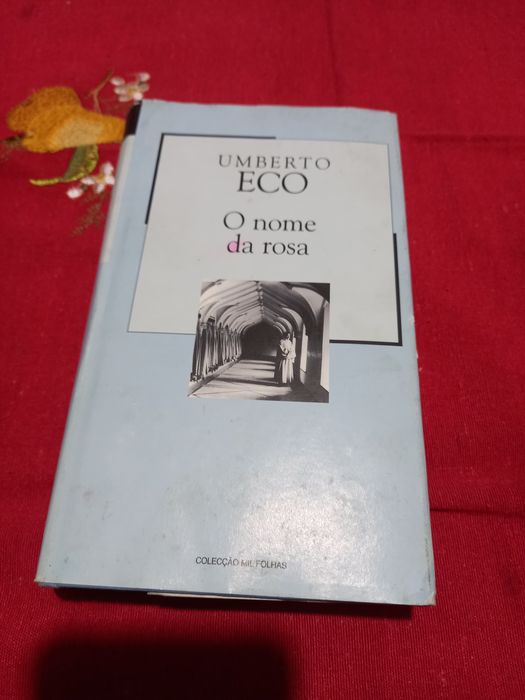 UMBERTO
ECO
O nome
da rosa
COLECÇÃO MIL FOLHAS